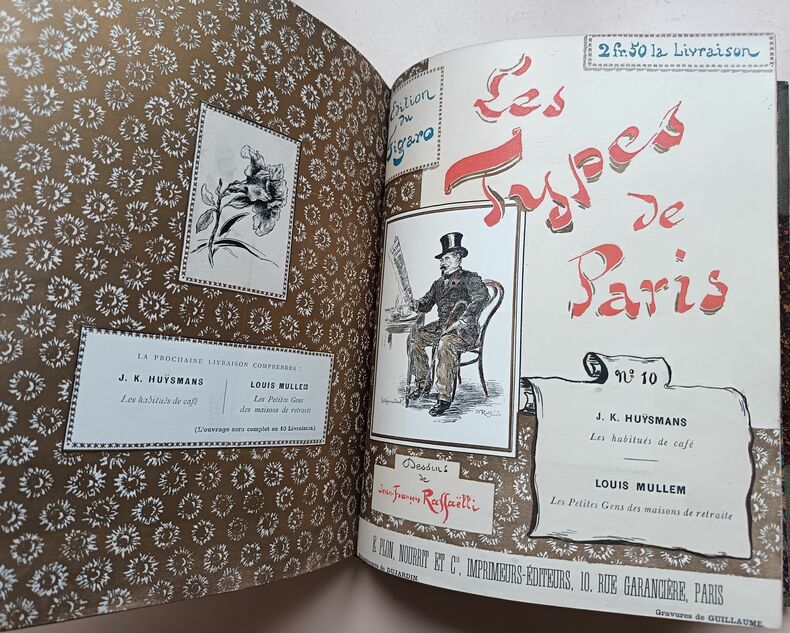 LA PROCHAINE LIVRAISON COMPRENDRA :
J. K. HUŸSMANS
Les habitués de café
LOUIS MULLEM
Les Petites Gens
des maisons de retraite
(L'ouvrage sera complet en 10 Livraisons.)
Edition
du
Figaro
2 fr. 50 la Livraison
Les
Types
de
Paris
N° 10
J. K. HUŸSMANS
Les habitués de café
LOUIS MULLEM
Les Petites Gens des maisons de retraite
Dessins
de
Jean-François Raffaëlli
E PLON, NOURRIT ET Cie, IMPRIMEURS-ÉDITEURS, 10, RUE GARANCIÈRE, PARIS
de DUJARDIN.
Gravures de GUILLAUME